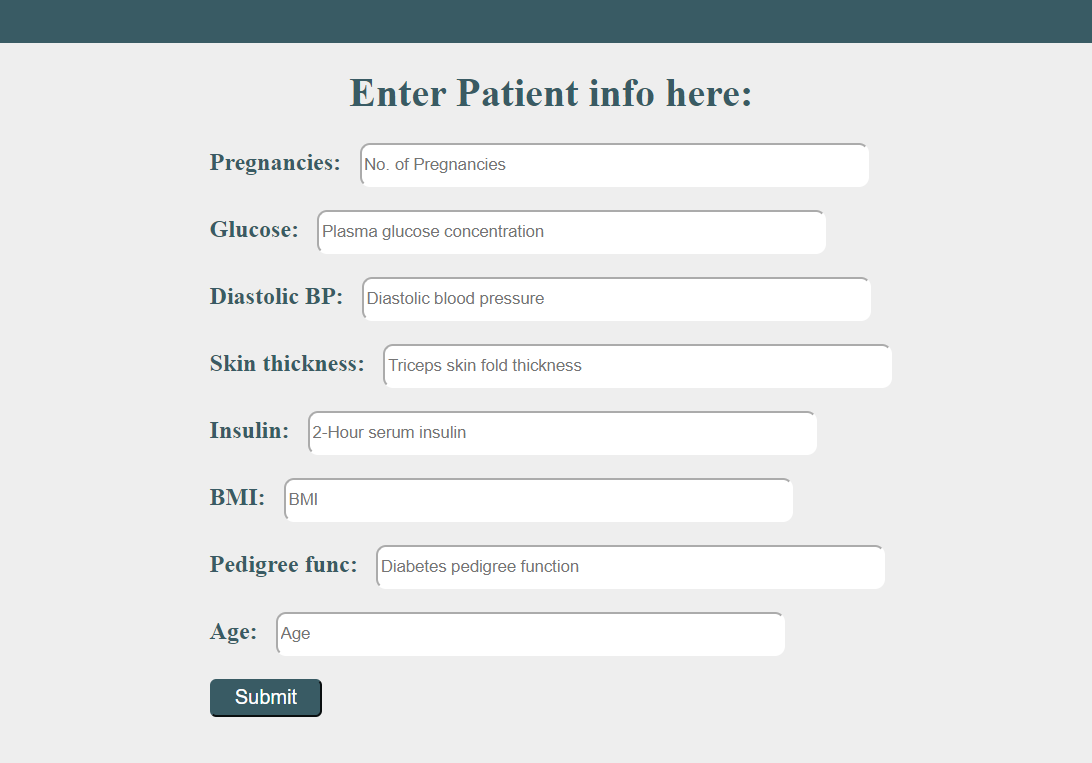 Enter Patient info here:
Pregnancies: No. of Pregnancies
Glucose: Plasma glucose concentration
Diastolic BP: Diastolic blood pressure
Skin thickness: Triceps skin fold thickness
Insulin: 2-Hour serum insulin
BMI: BMI
Pedigree func: Diabetes pedigree function
Age: Age
Submit